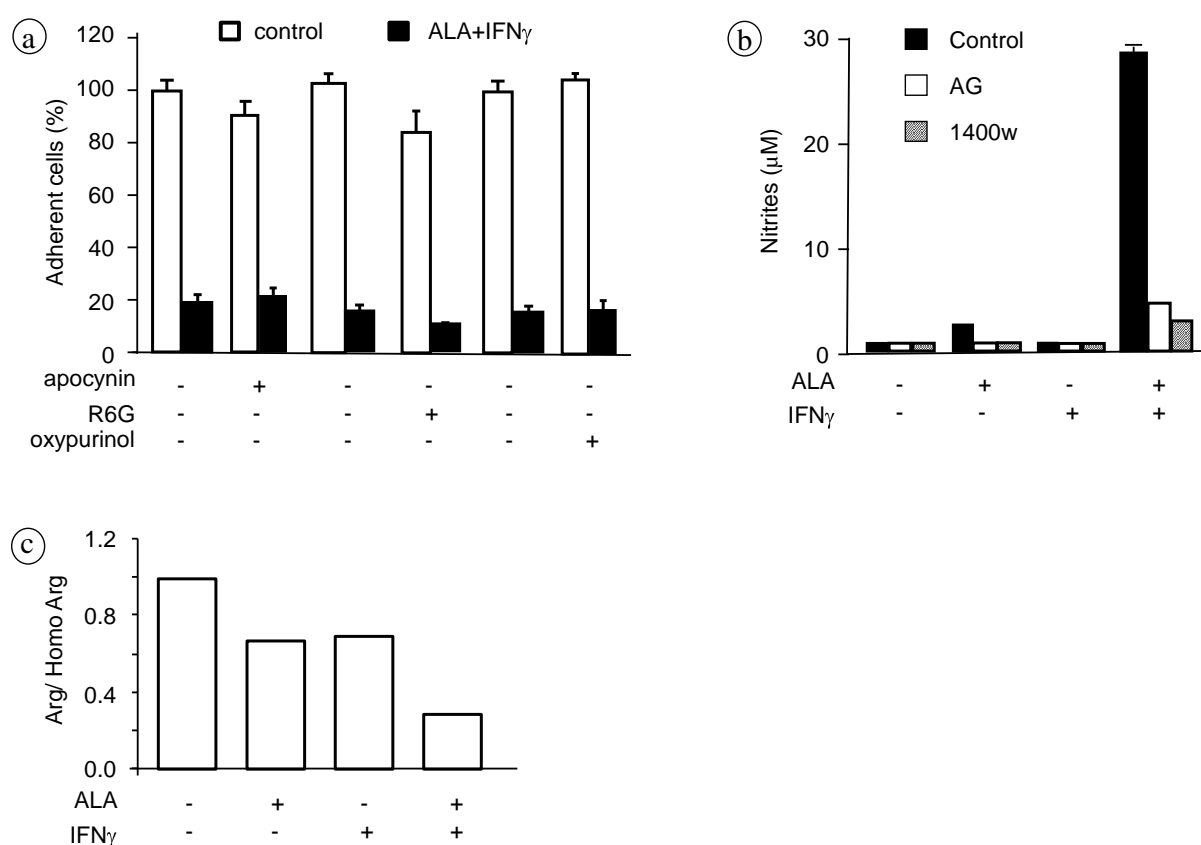 a
control ALA+IFNγ
Adherent cells (%)
120
100
80
60
40
20
0
apocynin - + - - - -
R6G - - - + - -
oxypurinol - - - - - +
b
Control
AG
1400w
Nitrites (μM)
30
20
10
0
ALA - + - +
IFNγ - - + +
c
Arg/ Homo Arg
1.2
0.8
0.4
0.0
ALA - + - +
IFNγ - - + +